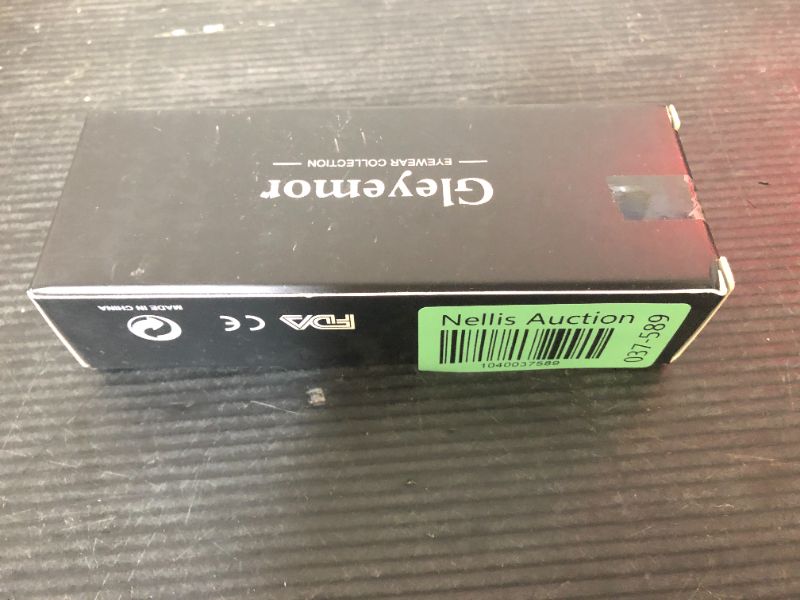 Gleyemor
EYEWEAR COLLECTION
FDA CE
MADE IN CHINA
Nellis Auction
1040037589
037-589